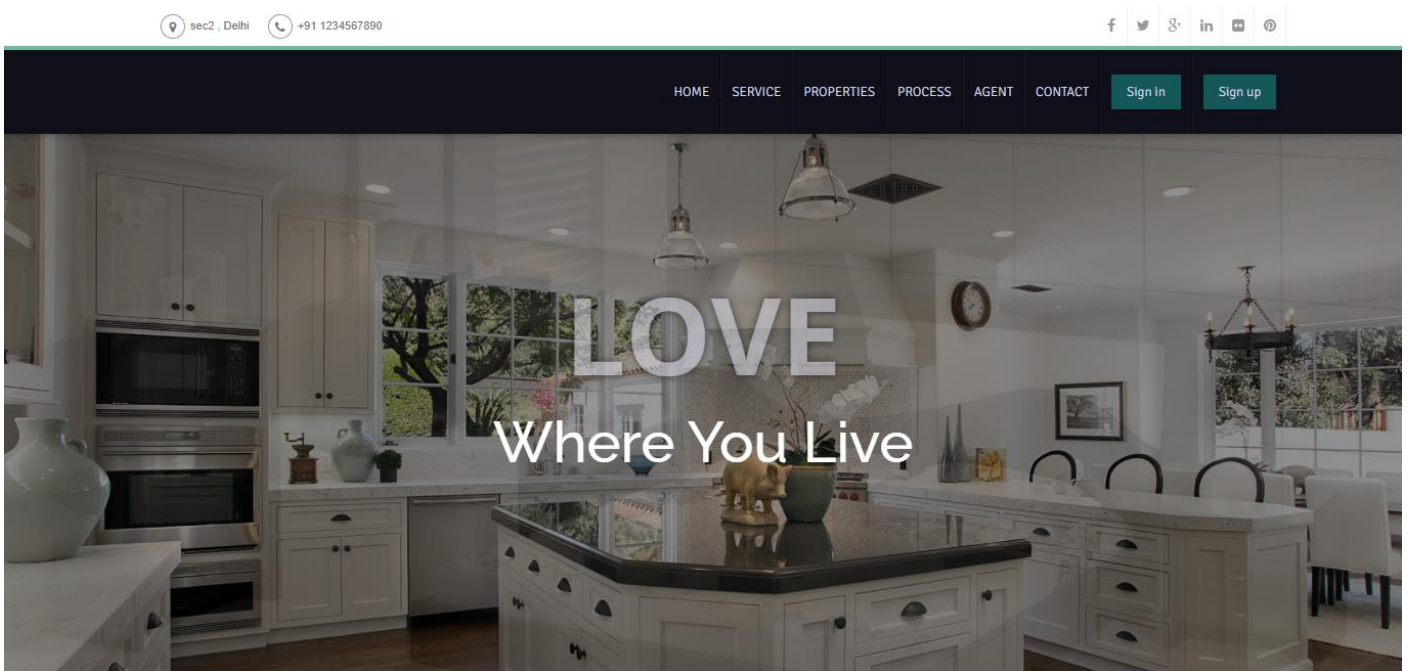 sec2 , Delhi +91 1234567890
HOME SERVICE PROPERTIES PROCESS AGENT CONTACT Sign in Sign up
LOVE
Where You Live